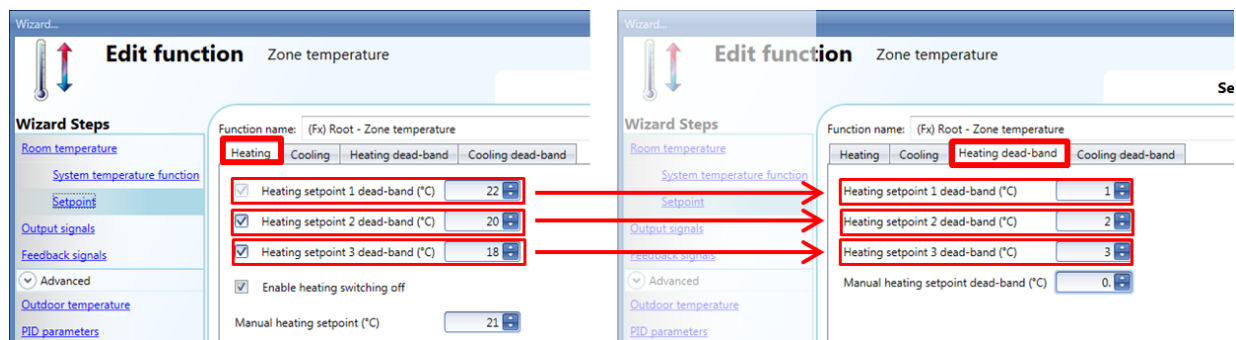 Wizard...
Edit function Zone temperature
Wizard Steps
Room temperature
System temperature function
Setpoint
Output signals
Feedback signals
Advanced
Outdoor temperature
PID parameters
Function name: (Fx) Root - Zone temperature
Heating Cooling Heating dead-band Cooling dead-band
Heating setpoint 1 dead-band (°C) 22
Heating setpoint 2 dead-band (°C) 20
Heating setpoint 3 dead-band (°C) 18
Enable heating switching off
Manual heating setpoint (°C) 21
Wizard...
Edit function Zone temperature
Se
Wizard Steps
Room temperature
System temperature function
Setpoint
Output signals
Feedback signals
Advanced
Outdoor temperature
PID parameters
Function name: (Fx) Root - Zone temperature
Heating Cooling Heating dead-band Cooling dead-band
Heating setpoint 1 dead-band (°C) 1
Heating setpoint 2 dead-band (°C) 2
Heating setpoint 3 dead-band (°C) 3
Manual heating setpoint dead-band (°C) 0.